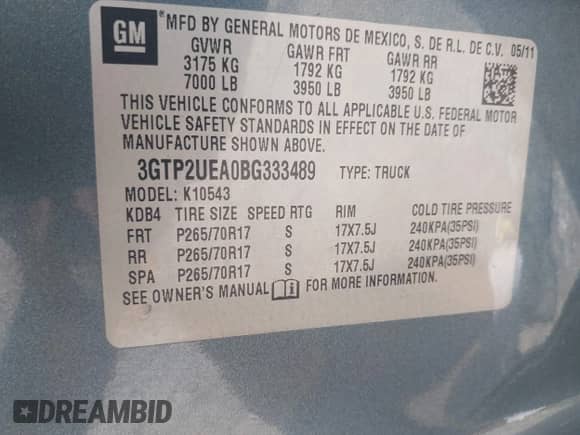 GM
*MFD BY GENERAL MOTORS DE MEXICO, S. DE R.L. DE C.V. 05/11
GVWR GAWR FRT GAWR RR
3175 KG 1792 KG 1792 KG
7000 LB 3950 LB 3950 LB
THIS VEHICLE CONFORMS TO ALL APPLICABLE U.S. FEDERAL MOTOR
VEHICLE SAFETY STANDARDS IN EFFECT ON THE DATE OF
MANUFACTURE SHOWN ABOVE.
3GTP2UEA0BG333489 TYPE: TRUCK
MODEL: K10543
KDB4 TIRE SIZE SPEED RTG RIM COLD TIRE PRESSURE
FRT P265/70R17 S 17X7.5J 240KPA(35PSI)
RR P265/70R17 S 17X7.5J 240KPA(35PSI)
SPA P265/70R17 S 17X7.5J 240KPA(35PSI)
SEE OWNER'S MANUAL FOR MORE INFORMATION.
DREAMBID